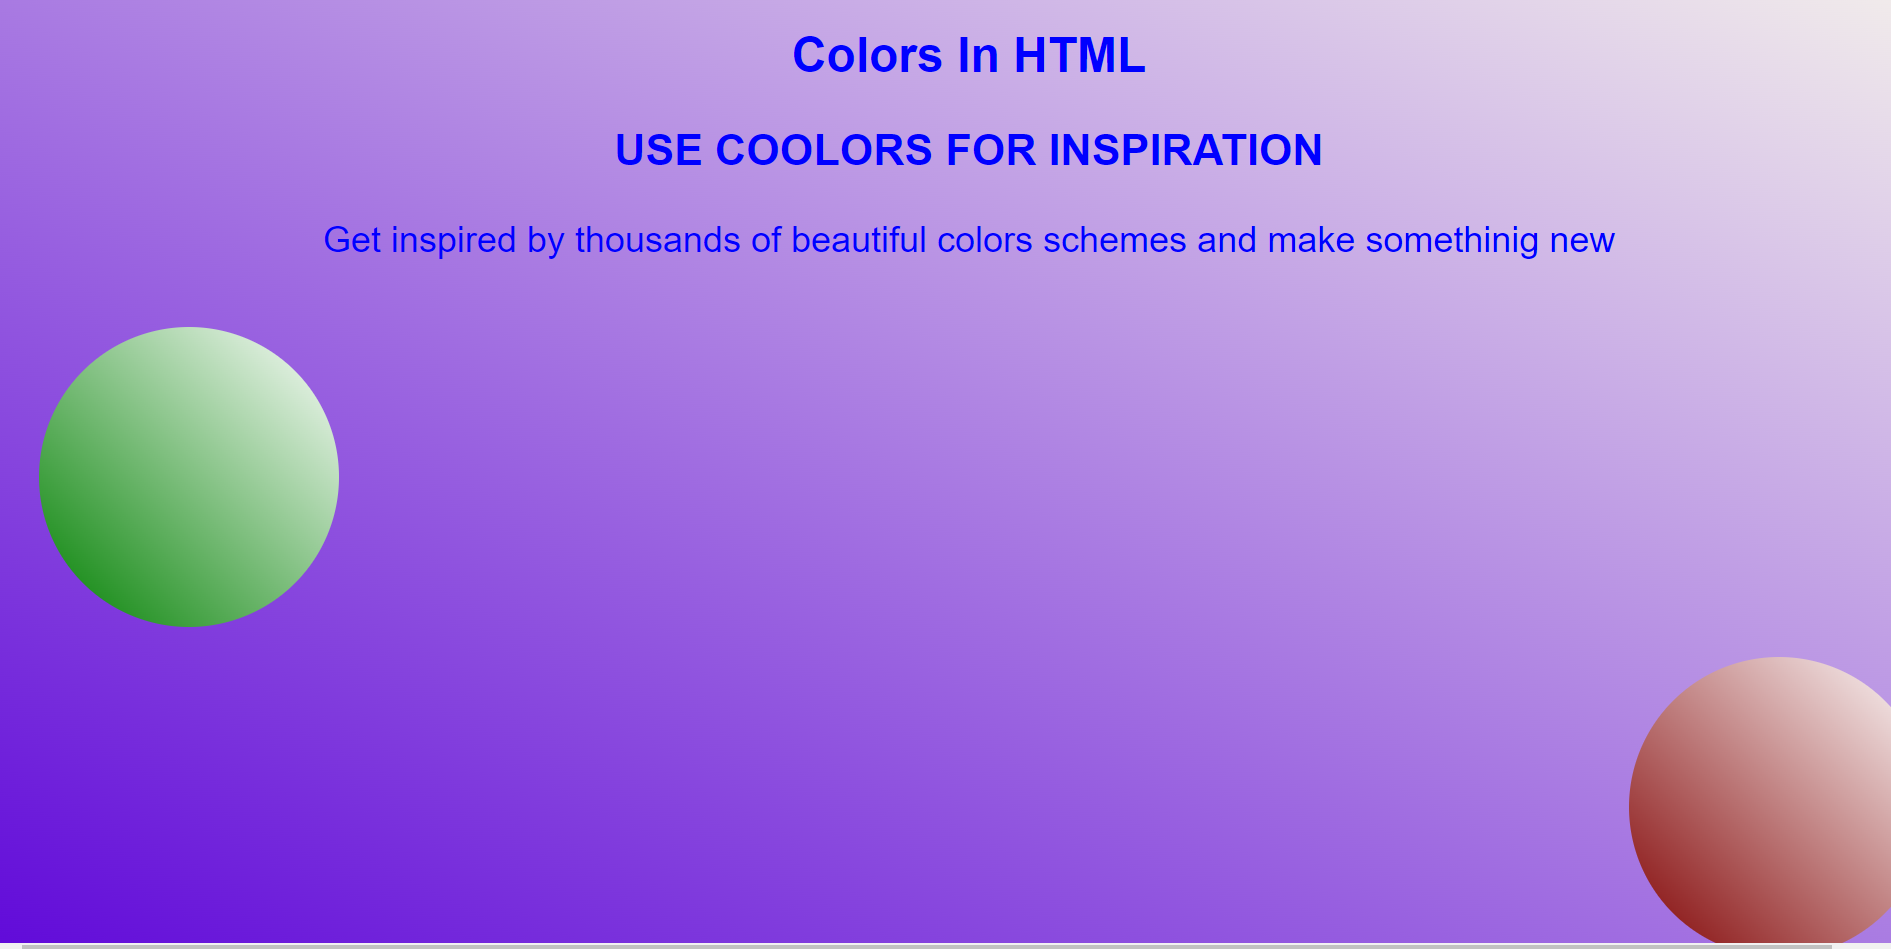 Colors In HTML
USE COOLORS FOR INSPIRATION
Get inspired by thousands of beautiful colors schemes and make somethinig new